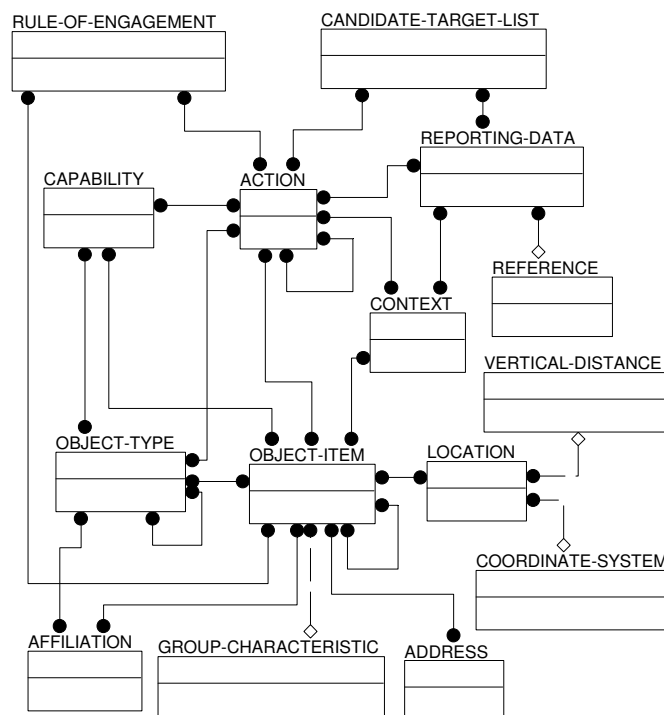 RULE-OF-ENGAGEMENT
CANDIDATE-TARGET-LIST
REPORTING-DATA
CAPABILITY
ACTION
REFERENCE
CONTEXT
VERTICAL-DISTANCE
OBJECT-TYPE
OBJECT-ITEM
LOCATION
COORDINATE-SYSTEM
AFFILIATION
GROUP-CHARACTERISTIC
ADDRESS